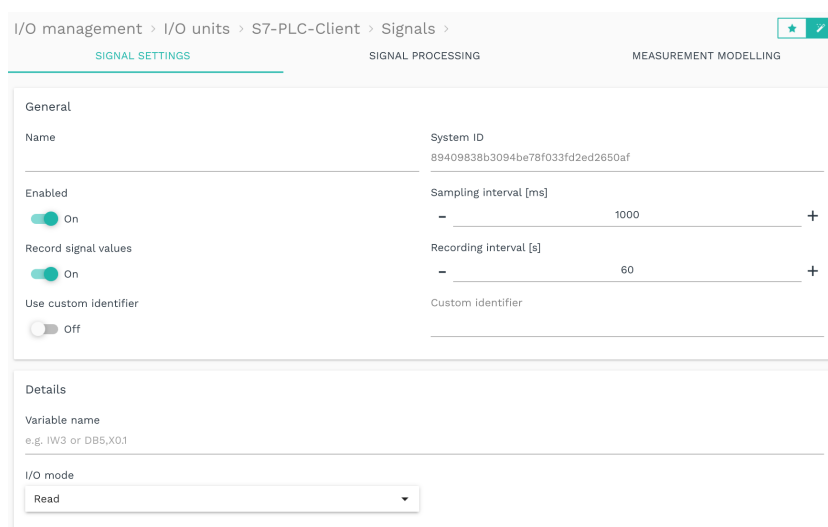 I/O management > I/O units > S7-PLC-Client > Signals >
SIGNAL SETTINGS SIGNAL PROCESSING MEASUREMENT MODELLING
General
Name System ID
89409838b3094be78f033fd2ed2650af
Enabled Sampling interval [ms]
On - 1000 +
Record signal values Recording interval [s]
On - 60 +
Use custom identifier Custom identifier
Off
Details
Variable name
e.g. IW3 or DB5,X0.1
I/O mode
Read